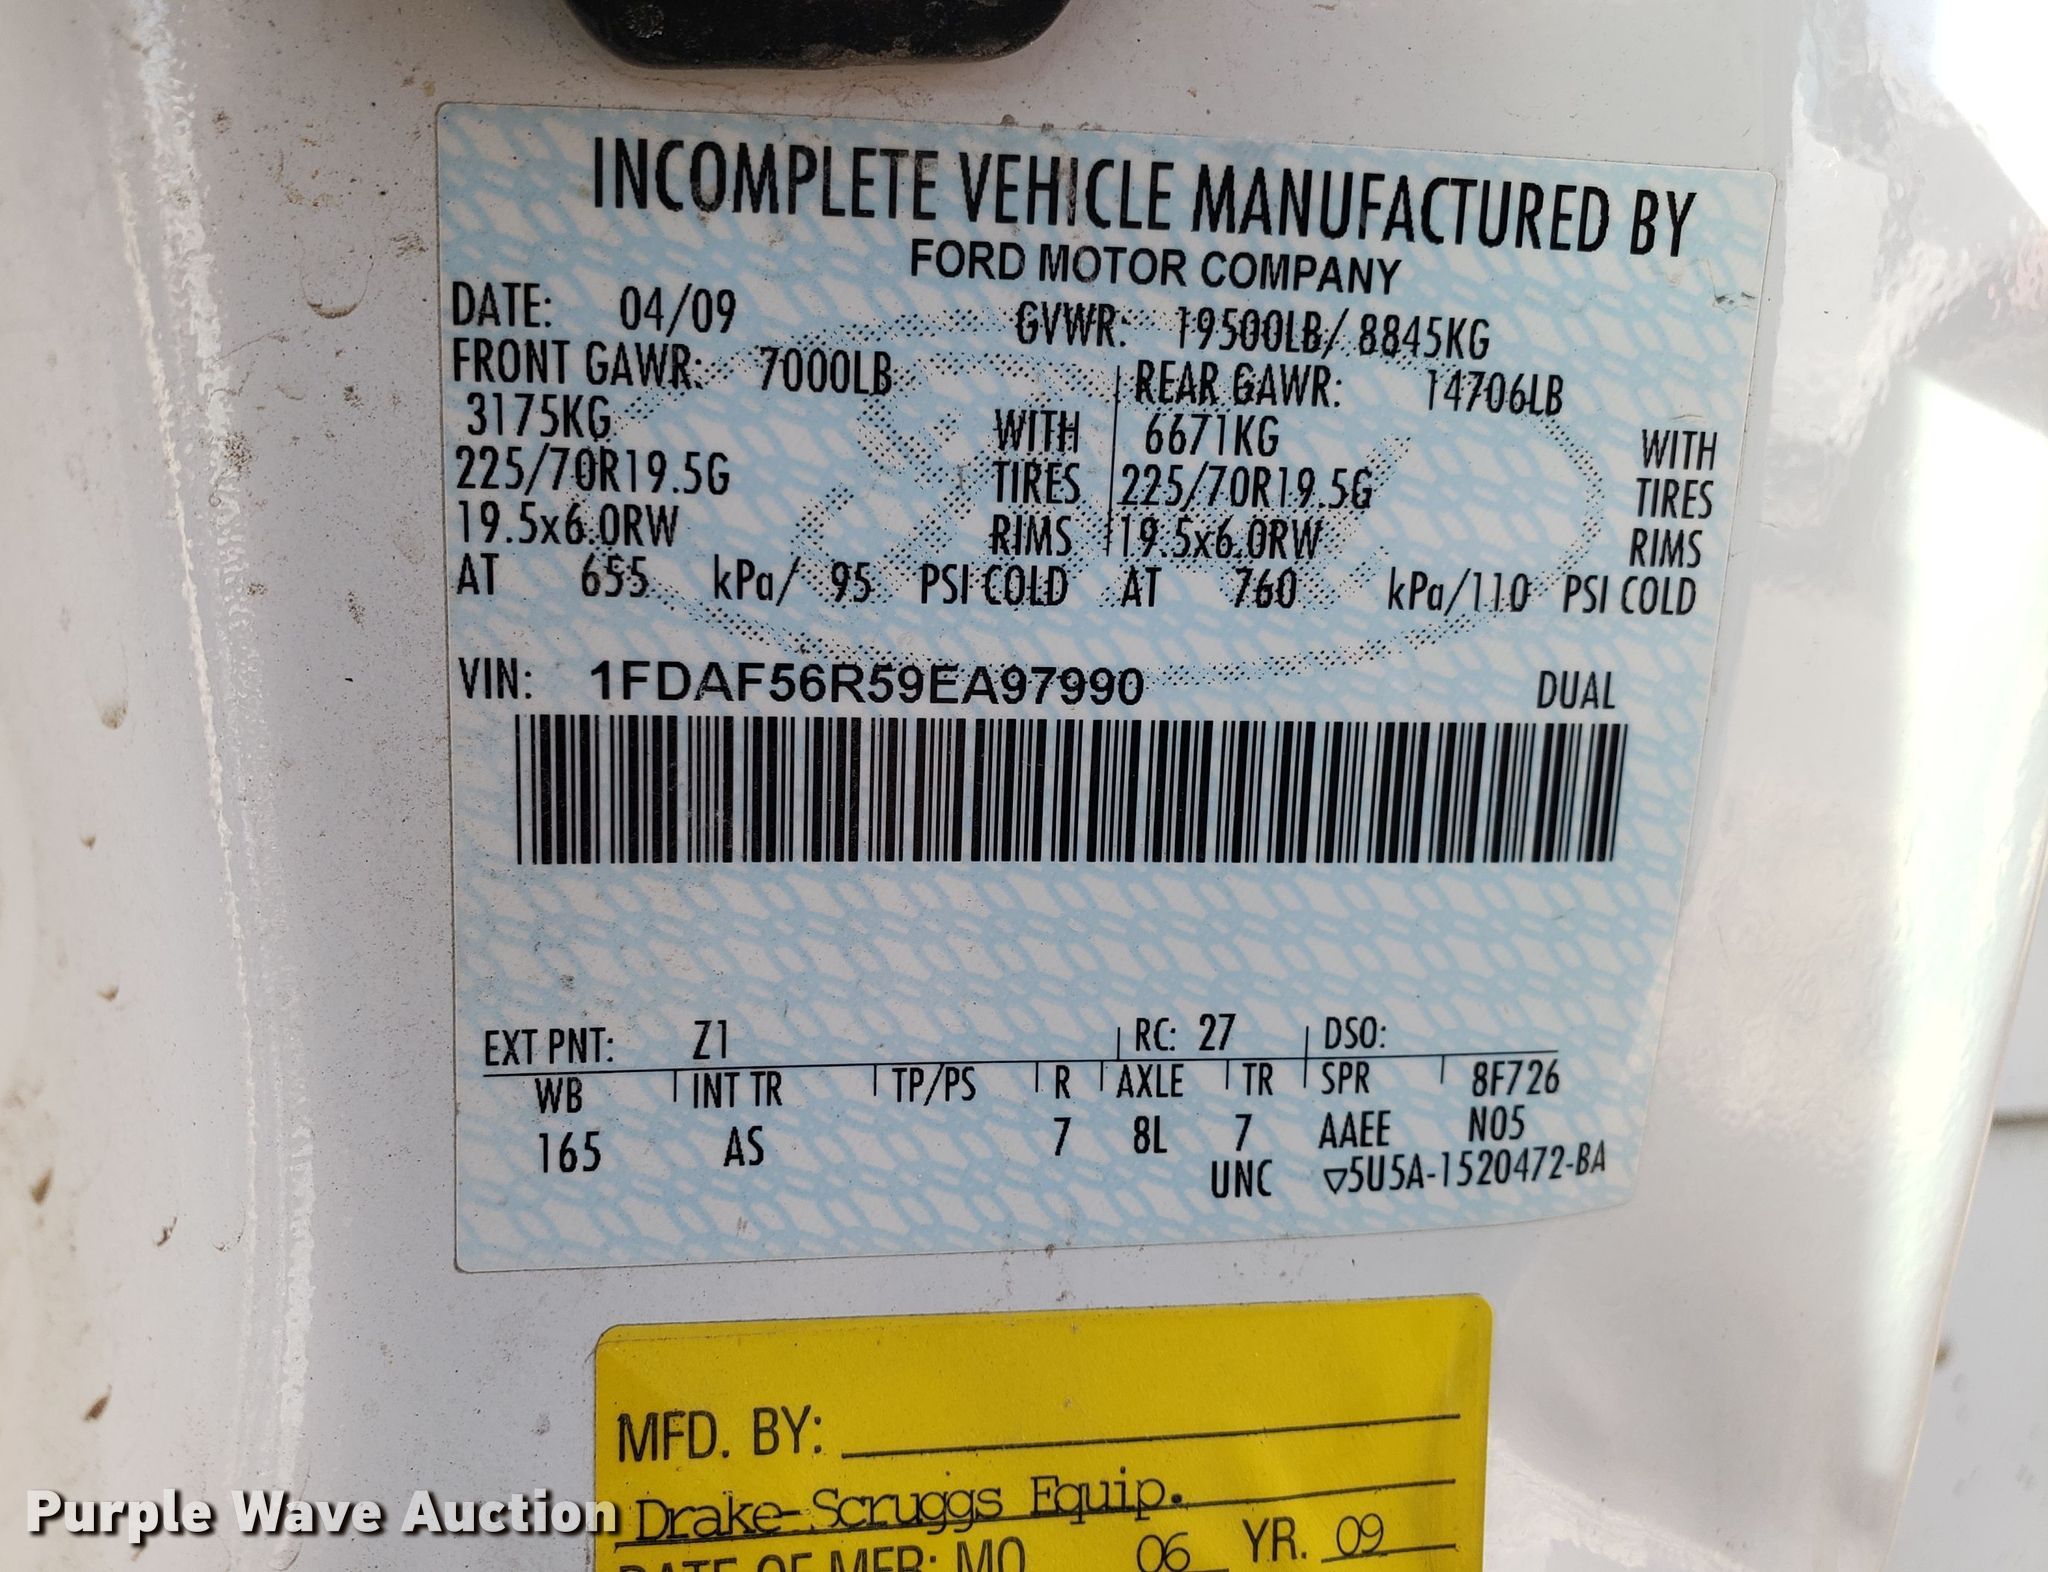 INCOMPLETE VEHICLE MANUFACTURED BY
FORD MOTOR COMPANY
DATE: 04/09 GVWR: 19500LB/ 8845KG
FRONT GAWR: 7000LB REAR GAWR: 14706LB
3175KG WITH 6671KG WITH
225/70R19.5G TIRES 225/70R19.5G TIRES
19.5x6.0RW RIMS 19.5x6.0RW RIMS
AT 655 kPa/ 95 PSI COLD AT 760 kPa/110 PSI COLD
VIN: 1FDAF56R59EA97990 DUAL
EXT PNT: Z1 RC: 27 DSO:
WB INT TR TP/PS R AXLE TR SPR 8F726
165 AS 7 8L 7 AAEE N05
UNC ▽5U5A-1520472-BA
MFD. BY:
Drake-Scruggs Equip.
DATE OF MFR: MO 06 YR. 09
Purple Wave Auction